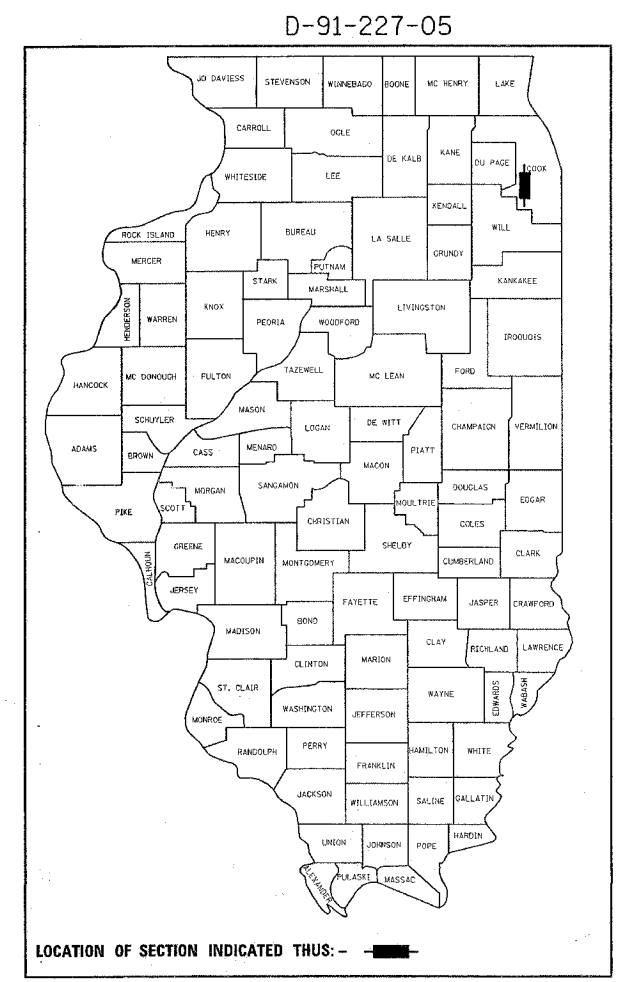 D-91-227-05
JO DAVIESS STEVENSON WINNEBAGO BOONE MC HENRY LAKE
CARROLL OGLE
DE KALB KANE DU PAGE COOK
WHITESIDE LEE
KENDALL
ROCK ISLAND HENRY BUREAU LA SALLE WILL
GRUNDY
MERCER PUTNAM
STARK MARSHALL KANKAKEE
HENDERSON WARREN KNOX LIVINGSTON
PEORIA WOODFORD
IROQUOIS
HANCOCK MC DONOUGH FULTON TAZEWELL MC LEAN FORD
MASON
SCHUYLER LOGAN DE WITT CHAMPAIGN VERMILION
ADAMS BROWN CASS MENARD PIATT
MACON
SANGAMON DOUGLAS
PIKE SCOTT MORGAN MOULTRIE EDGAR
CHRISTIAN COLES
SHELBY
CALHOUN GREENE MACOUPIN MONTGOMERY CUMBERLAND CLARK
JERSEY
FAYETTE EFFINGHAM JASPER CRAWFORD
MADISON BOND
CLAY RICHLAND LAWRENCE
CLINTON MARION
ST. CLAIR WAYNE EDWARDS WABASH
WASHINGTON JEFFERSON
MONROE
RANDOLPH PERRY HAMILTON WHITE
FRANKLIN
JACKSON WILLIAMSON SALINE GALLATIN
HARDIN
UNION JOHNSON POPE
ALEXANDER PULASKI MASSAC
LOCATION OF SECTION INDICATED THUS: -